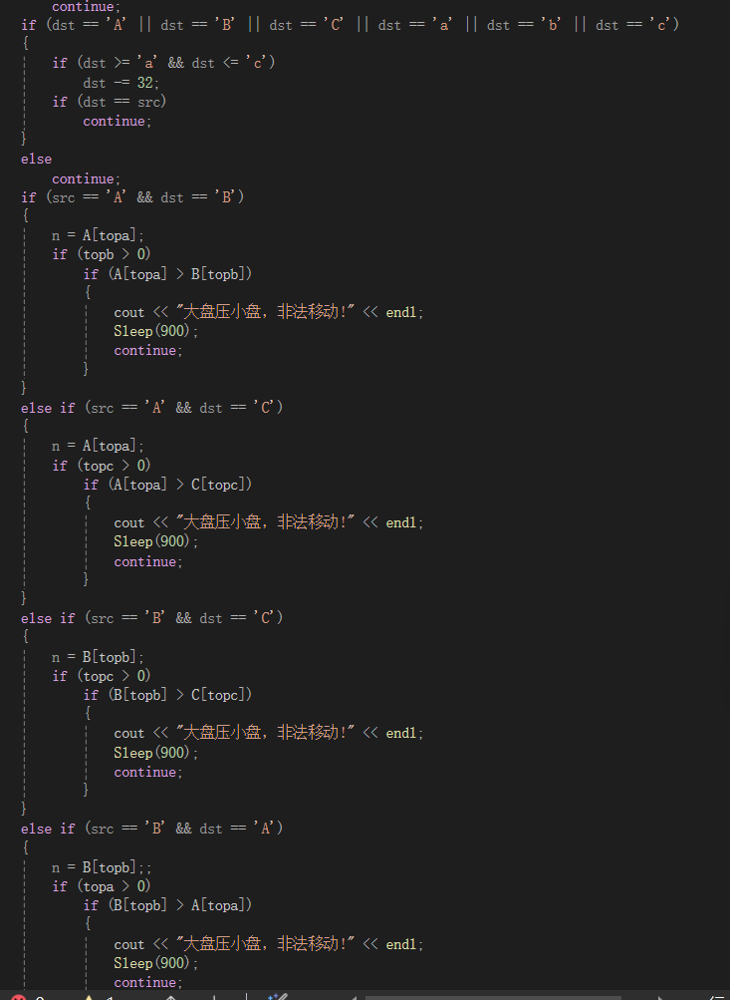 continue;
if (dst == 'A' || dst == 'B' || dst == 'C' || dst == 'a' || dst == 'b' || dst == 'c')
{
if (dst >= 'a' && dst <= 'c')
dst -= 32;
if (dst == src)
continue;
}
else
continue;
if (src == 'A' && dst == 'B')
{
n = A[topa];
if (topb > 0)
if (A[topa] > B[topb])
{
cout << "大盘压小盘，非法移动!" << endl;
Sleep(900);
continue;
}
}
else if (src == 'A' && dst == 'C')
{
n = A[topa];
if (topc > 0)
if (A[topa] > C[topc])
{
cout << "大盘压小盘，非法移动!" << endl;
Sleep(900);
continue;
}
}
else if (src == 'B' && dst == 'C')
{
n = B[topb];
if (topc > 0)
if (B[topb] > C[topc])
{
cout << "大盘压小盘，非法移动!" << endl;
Sleep(900);
continue;
}
}
else if (src == 'B' && dst == 'A')
{
n = B[topb];;
if (topa > 0)
if (B[topb] > A[topa])
{
cout << "大盘压小盘，非法移动!" << endl;
Sleep(900);
continue;